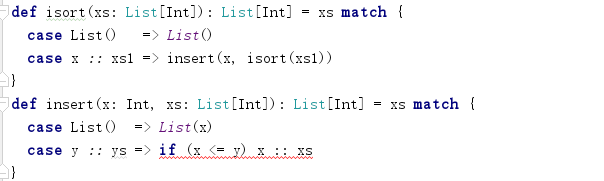 def isort(xs: List[Int]): List[Int] = xs match {
  case List()   => List()
  case x :: xs1 => insert(x, isort(xs1))
}
def insert(x: Int, xs: List[Int]): List[Int] = xs match {
  case List()  => List(x)
  case y :: ys => if (x <= y) x :: xs
}